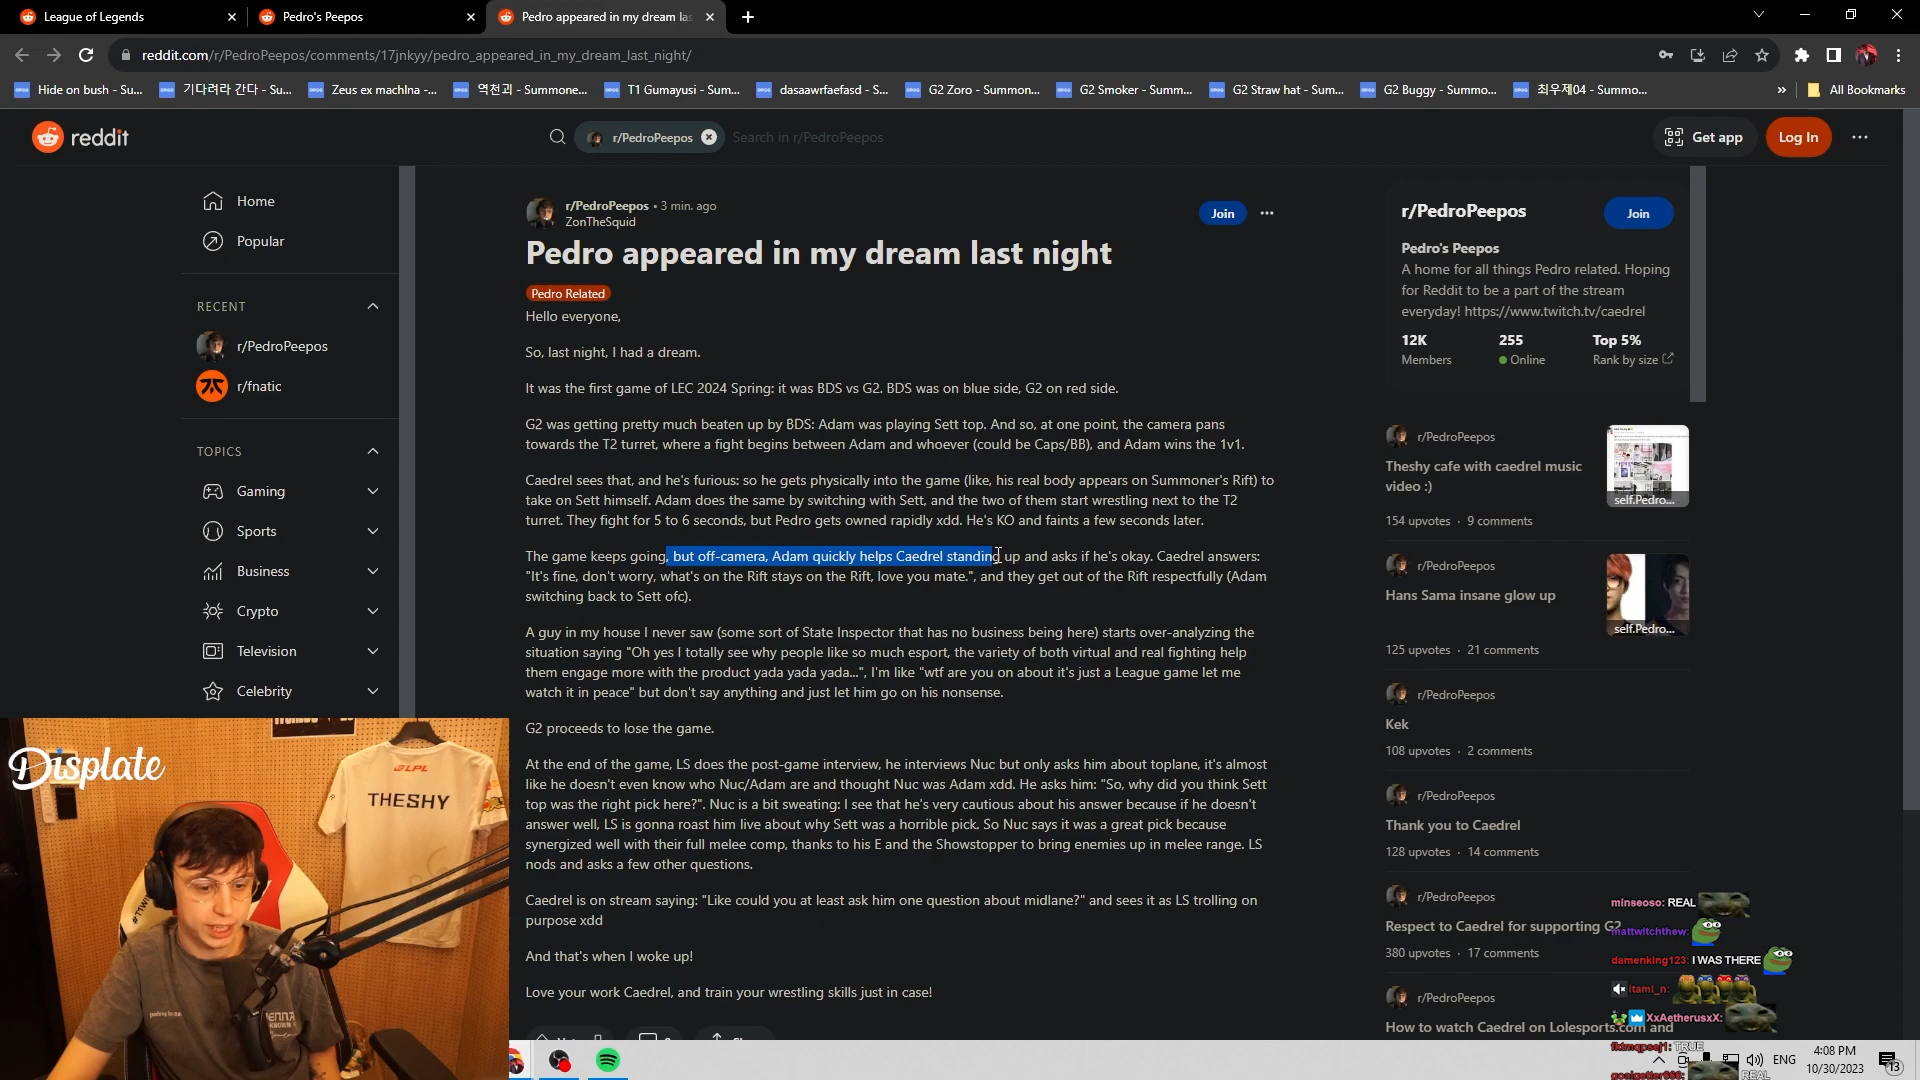 League of Legends
Pedro's Peepos
Pedro appeared in my dream las
reddit.com/r/PedroPeepos/comments/17jnkyy/pedro_appeared_in_my_dream_last_night/
Hide on bush - Su...
기다려라 간다 - Su...
Zeus ex machIna -...
역천괴 - Summone...
T1 Gumayusi - Sum...
dasaawrfaefasd - S...
G2 Zoro - Summon...
G2 Smoker - Summ...
G2 Straw hat - Sum...
G2 Buggy - Summo...
최우제04 - Summo...
»
All Bookmarks
reddit
r/PedroPeepos
Search in r/PedroPeepos
Get app
Log In
Home
Popular
RECENT
r/PedroPeepos
r/fnatic
TOPICS
Gaming
Sports
Business
Crypto
Television
Celebrity
r/PedroPeepos • 3 min. ago
ZonTheSquid
Join
Pedro appeared in my dream last night
Pedro Related
Hello everyone,
So, last night, I had a dream.
It was the first game of LEC 2024 Spring: it was BDS vs G2. BDS was on blue side, G2 on red side.
G2 was getting pretty much beaten up by BDS: Adam was playing Sett top. And so, at one point, the camera pans
towards the T2 turret, where a fight begins between Adam and whoever (could be Caps/BB), and Adam wins the 1v1.
Caedrel sees that, and he's furious: so he gets physically into the game (like, his real body appears on Summoner's Rift) to
take on Sett himself. Adam does the same by switching with Sett, and the two of them start wrestling next to the T2
turret. They fight for 5 to 6 seconds, but Pedro gets owned rapidly xdd. He's KO and faints a few seconds later.
The game keeps going, but off-camera, Adam quickly helps Caedrel standing up and asks if he's okay. Caedrel answers:
"It's fine, don't worry, what's on the Rift stays on the Rift, love you mate.", and they get out of the Rift respectfully (Adam
switching back to Sett ofc).
A guy in my house I never saw (some sort of State Inspector that has no business being here) starts over-analyzing the
situation saying "Oh yes I totally see why people like so much esport, the variety of both virtual and real fighting help
them engage more with the product yada yada yada...", I'm like "wtf are you on about it's just a League game let me
watch it in peace" but don't say anything and just let him go on his nonsense.
G2 proceeds to lose the game.
At the end of the game, LS does the post-game interview, he interviews Nuc but only asks him about toplane, it's almost
like he doesn't even know who Nuc/Adam are and thought Nuc was Adam xdd. He asks him: "So, why did you think Sett
top was the right pick here?". Nuc is a bit sweating: I see that he's very cautious about his answer because if he doesn't
answer well, LS is gonna roast him live about why Sett was a horrible pick. So Nuc says it was a great pick because
synergized well with their full melee comp, thanks to his E and the Showstopper to bring enemies up in melee range. LS
nods and asks a few other questions.
Caedrel is on stream saying: "Like could you at least ask him one question about midlane?" and sees it as LS trolling on
purpose xdd
And that's when I woke up!
Love your work Caedrel, and train your wrestling skills just in case!
r/PedroPeepos
Join
Pedro's Peepos
A home for all things Pedro related. Hoping
for Reddit to be a part of the stream
everyday! https://www.twitch.tv/caedrel
12K
255
Top 5%
Members
Online
Rank by size
r/PedroPeepos
Theshy cafe with caedrel music
video :)
self.Pedro...
154 upvotes · 9 comments
r/PedroPeepos
Hans Sama insane glow up
self.Pedro...
125 upvotes · 21 comments
r/PedroPeepos
Kek
108 upvotes · 2 comments
r/PedroPeepos
Thank you to Caedrel
128 upvotes · 14 comments
r/PedroPeepos
Respect to Caedrel for supporting G2
380 upvotes · 17 comments
r/PedroPeepos
How to watch Caedrel on Lolesports.com and
minseoso: REAL
mattwitchthew:
damenking123: I WAS THERE
itami_n:
XxAetherusxX:
TRUE
REAL
Displate
LPL
THESHY
ENG
4:08 PM
10/30/2023
13